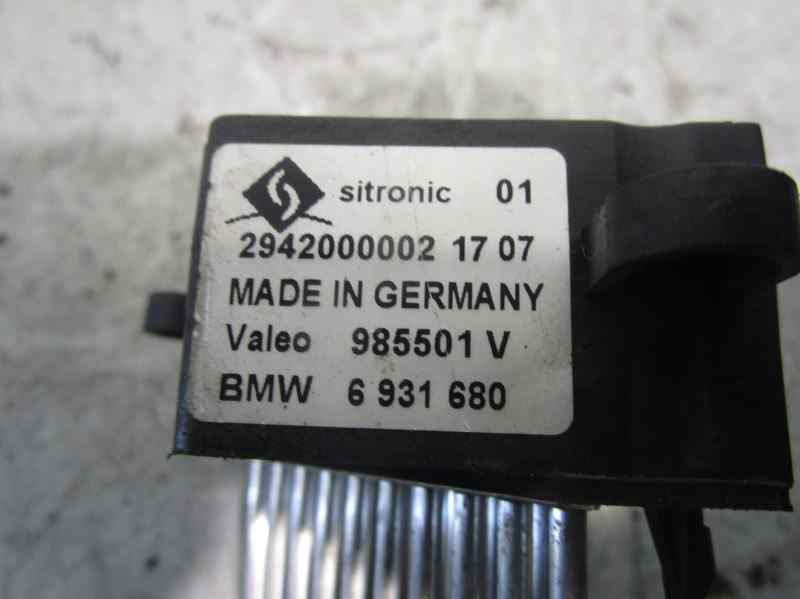 sitronic 01
2942000002 17 07
MADE IN GERMANY
Valeo 985501 V
BMW 6 931 680